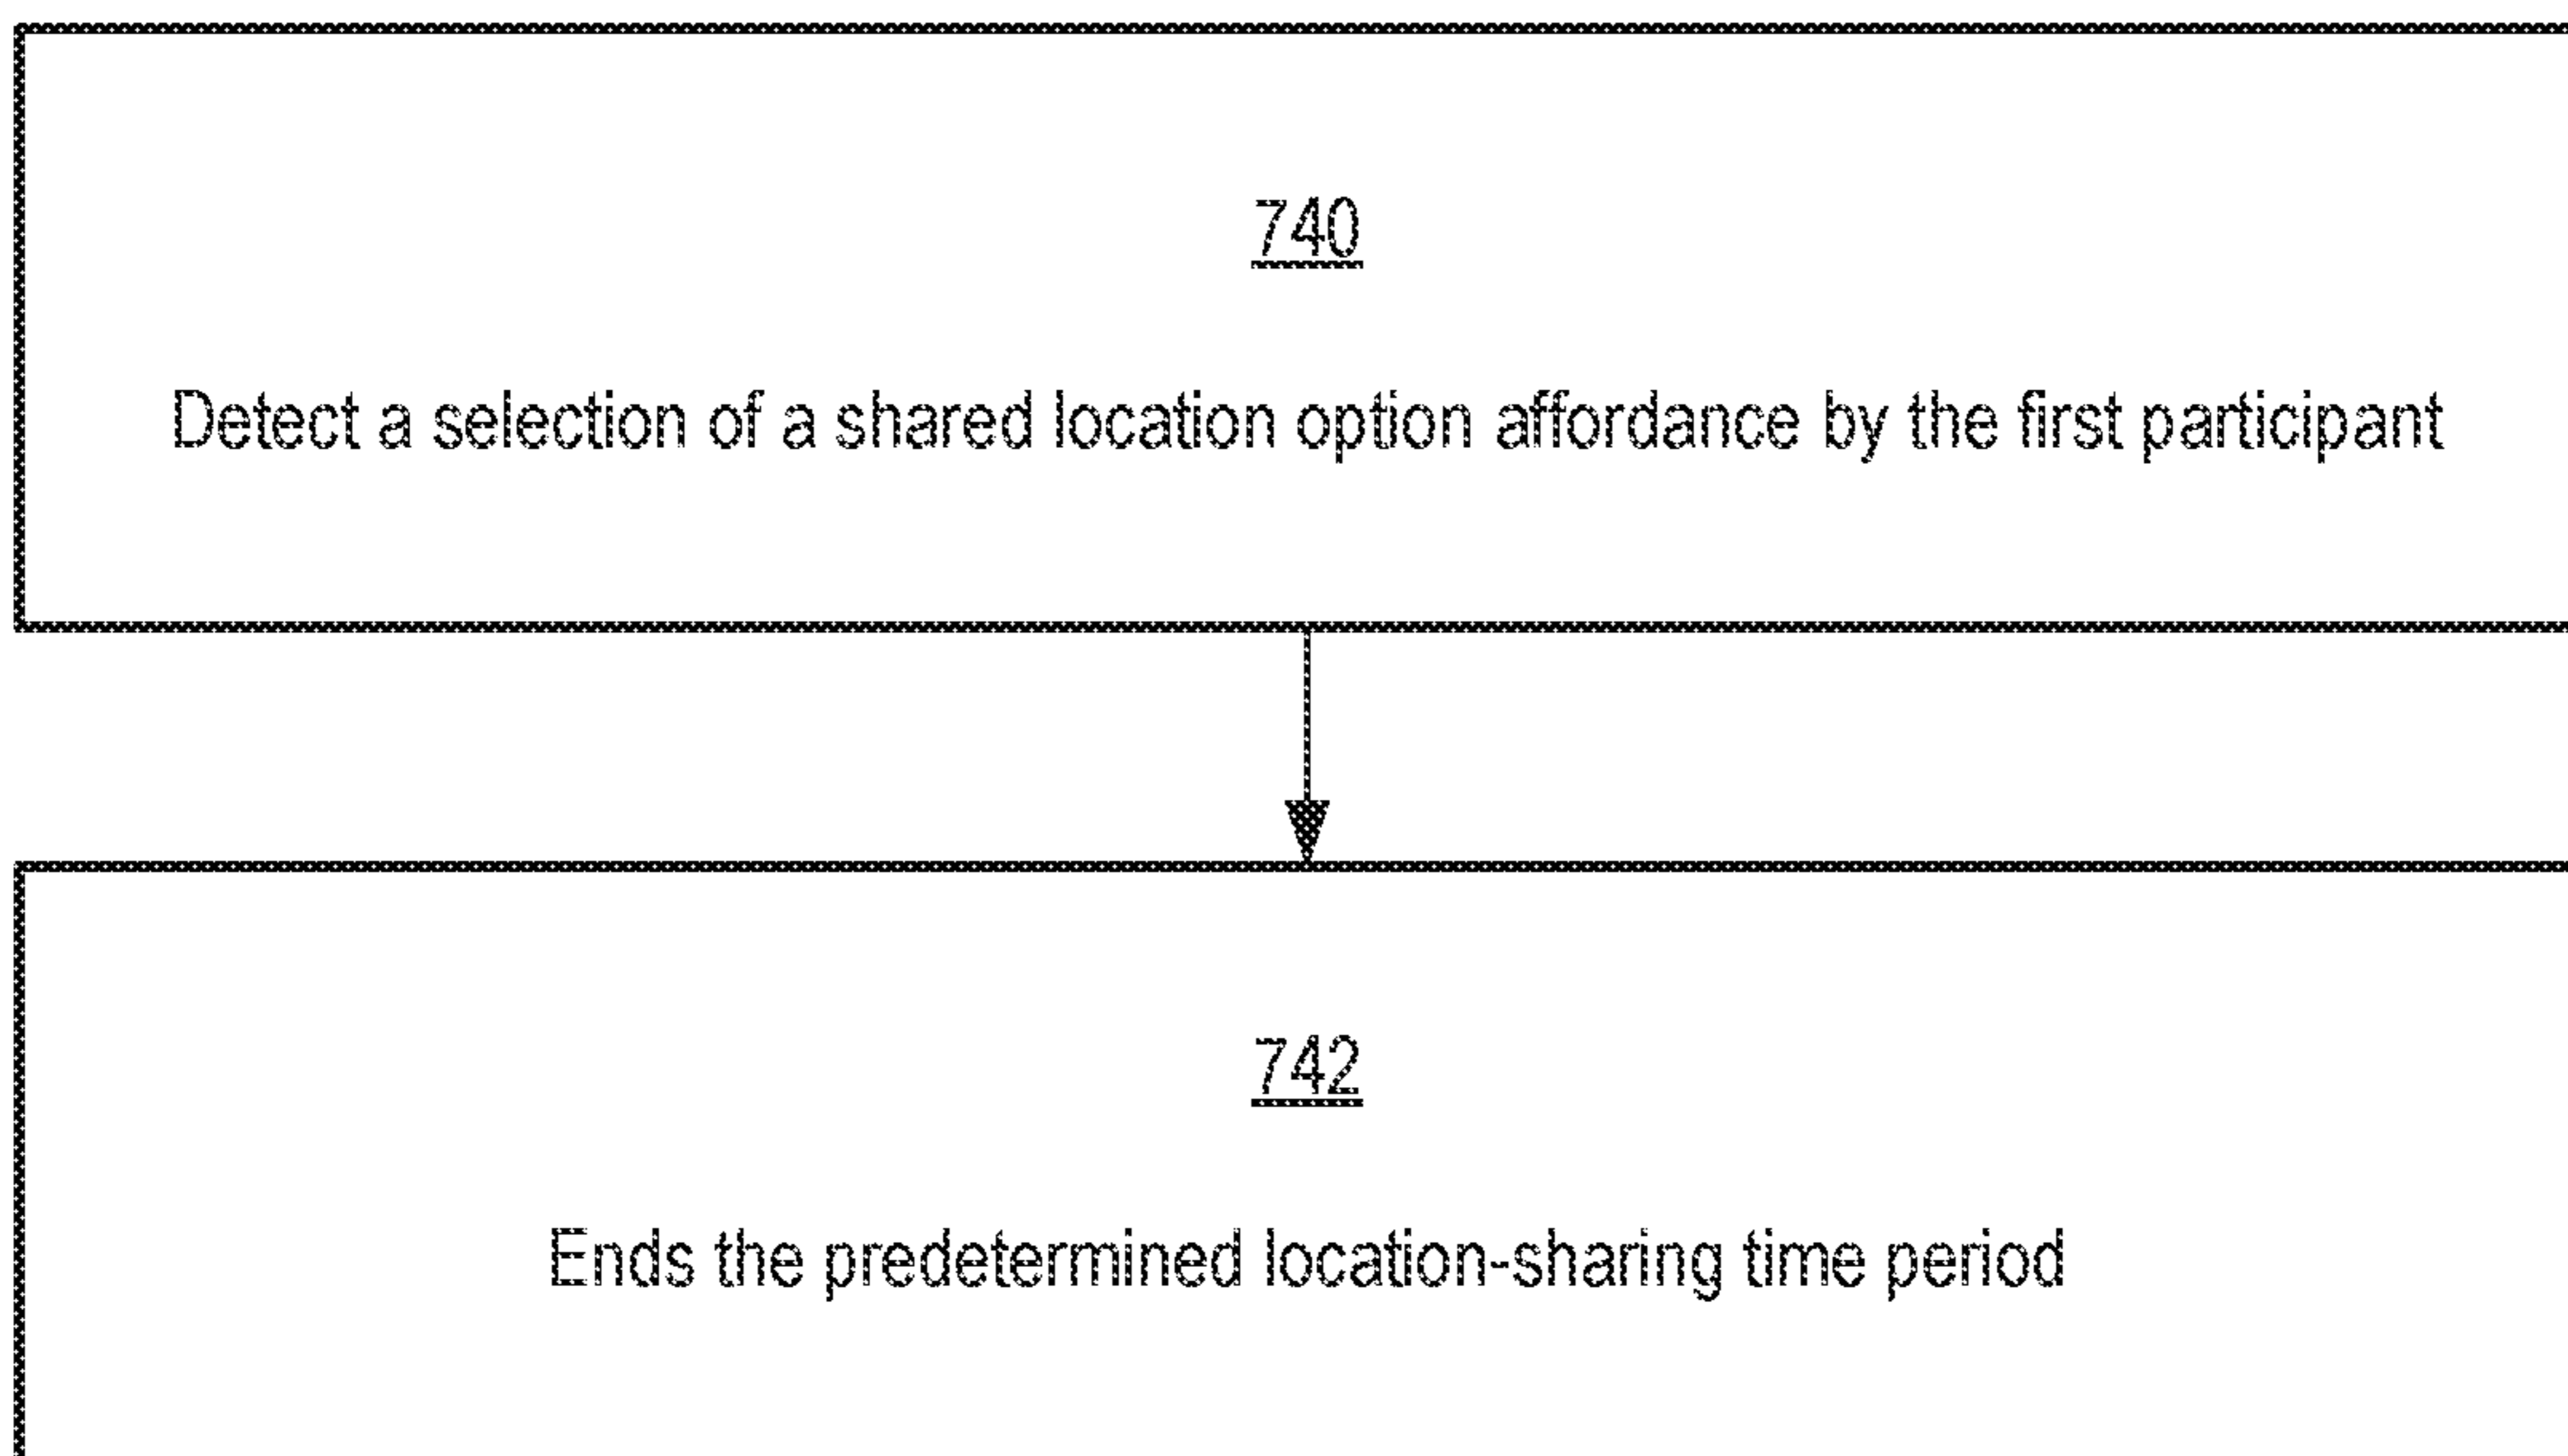 740
Detect a selection of a shared location option affordance by the first participant
742
Ends the predetermined location-sharing time period